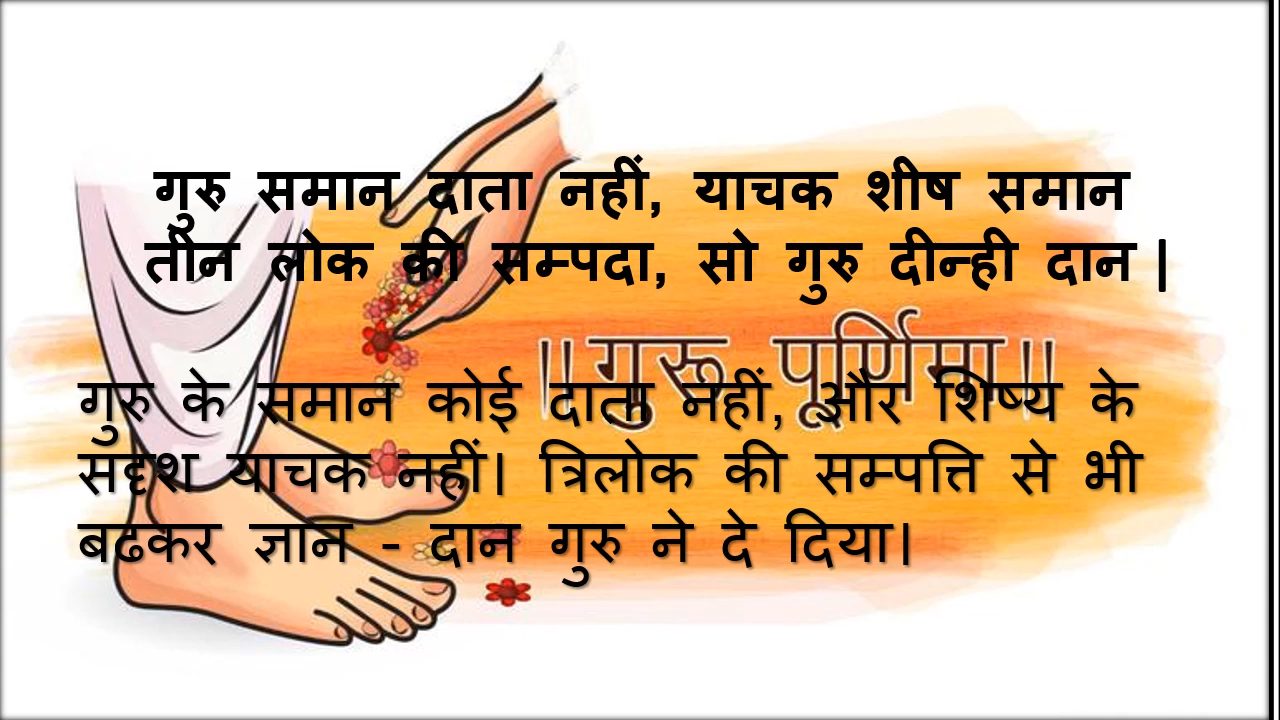 गुरु समान दाता नहीं, याचक शीष समान
तीन लोक की सम्पदा, सो गुरु दीन्ही दान |
॥गुरू पूर्णिमा॥
गुरु के समान कोई दाता नहीं, और शिष्य के
सदृश याचक नहीं। त्रिलोक की सम्पत्ति से भी
बढकर ज्ञान - दान गुरु ने दे दिया।